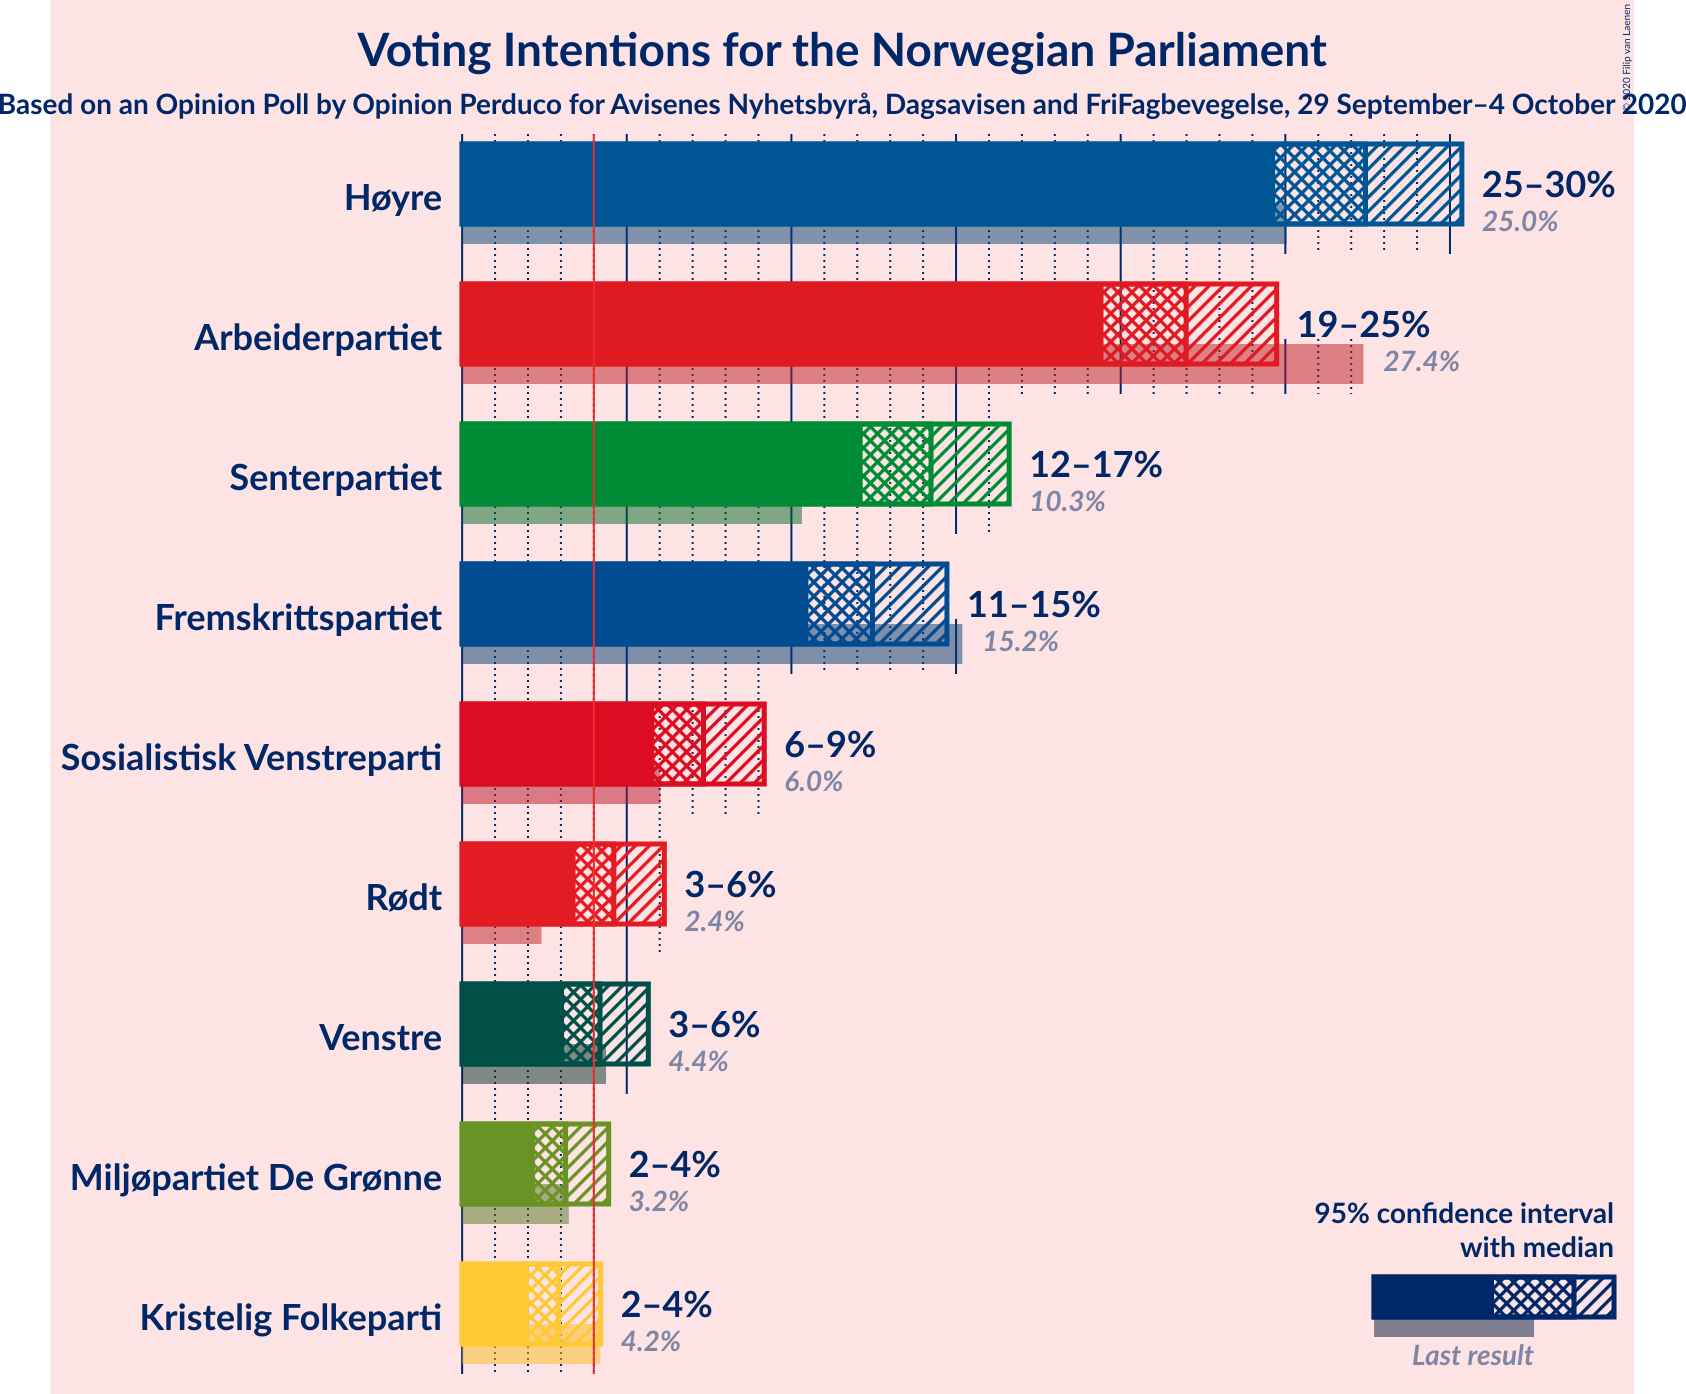 Voting Intentions for the Norwegian Parliament
Based on an Opinion Poll by Opinion Perduco for Avisenes Nyhetsbyrå, Dagsavisen and FriFagbevegelse, 29 September–4 October 2020
© 2020 Filip van Laenen
Høyre
25–30%
25.0%
Arbeiderpartiet
19–25%
27.4%
Senterpartiet
12–17%
10.3%
Fremskrittspartiet
11–15%
15.2%
Sosialistisk Venstreparti
6–9%
6.0%
Rødt
3–6%
2.4%
Venstre
3–6%
4.4%
Miljøpartiet De Grønne
2–4%
3.2%
Kristelig Folkeparti
2–4%
4.2%
95% confidence interval
with median
Last result